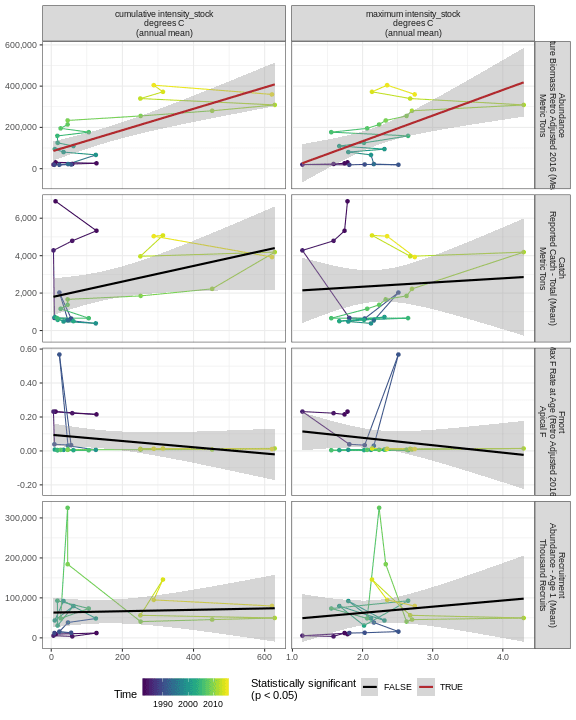 cumulative intensity_stock
degrees C
(annual mean)
maximum intensity_stock
degrees C
(annual mean)
600,000
400,000
200,000
0
Abundance
ture Biomass Retro Adjusted 2016 (Me
Metric Tons
6,000
4,000
2,000
0
Catch
Reported Catch - Total (Mean)
Metric Tons
0.60
0.40
0.20
0.00
-0.20
Fmort
Max F Rate at Age (Retro Adjusted 2016
Apical F
300,000
200,000
100,000
0
Recruitment
Abundance - Age 1 (Mean)
Thousand Recruits
0 200 400 600 1.0 2.0 3.0 4.0
Time
1990 2000 2010
Statistically significant
(p < 0.05)
FALSE TRUE